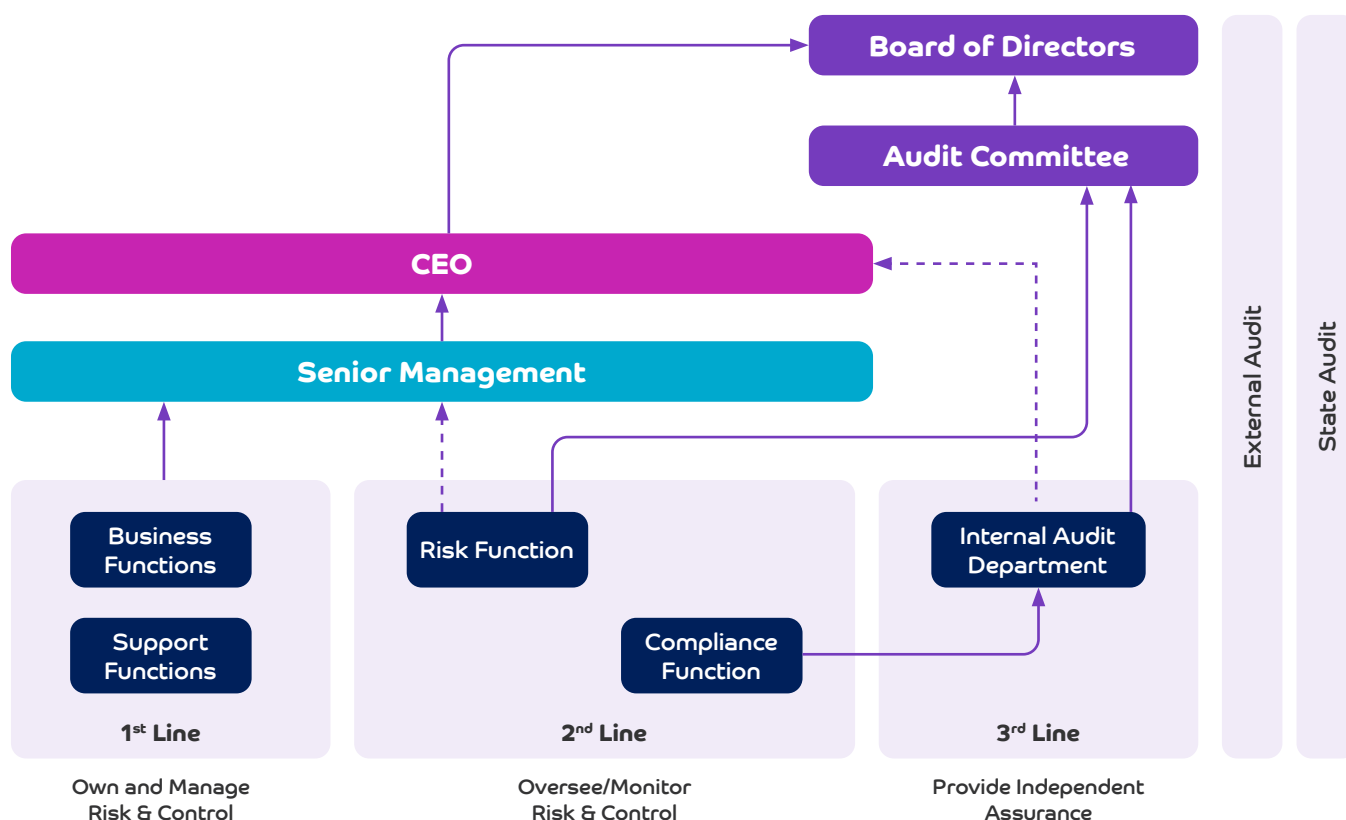 Board of Directors
Audit Committee
CEO
Senior Management
Business
Functions
Support
Functions
1st Line
Own and Manage
Risk & Control
Risk Function
Compliance
Function
2nd Line
Oversee/Monitor
Risk & Control
Internal Audit
Department
3rd Line
Provide Independent
Assurance
External Audit
State Audit